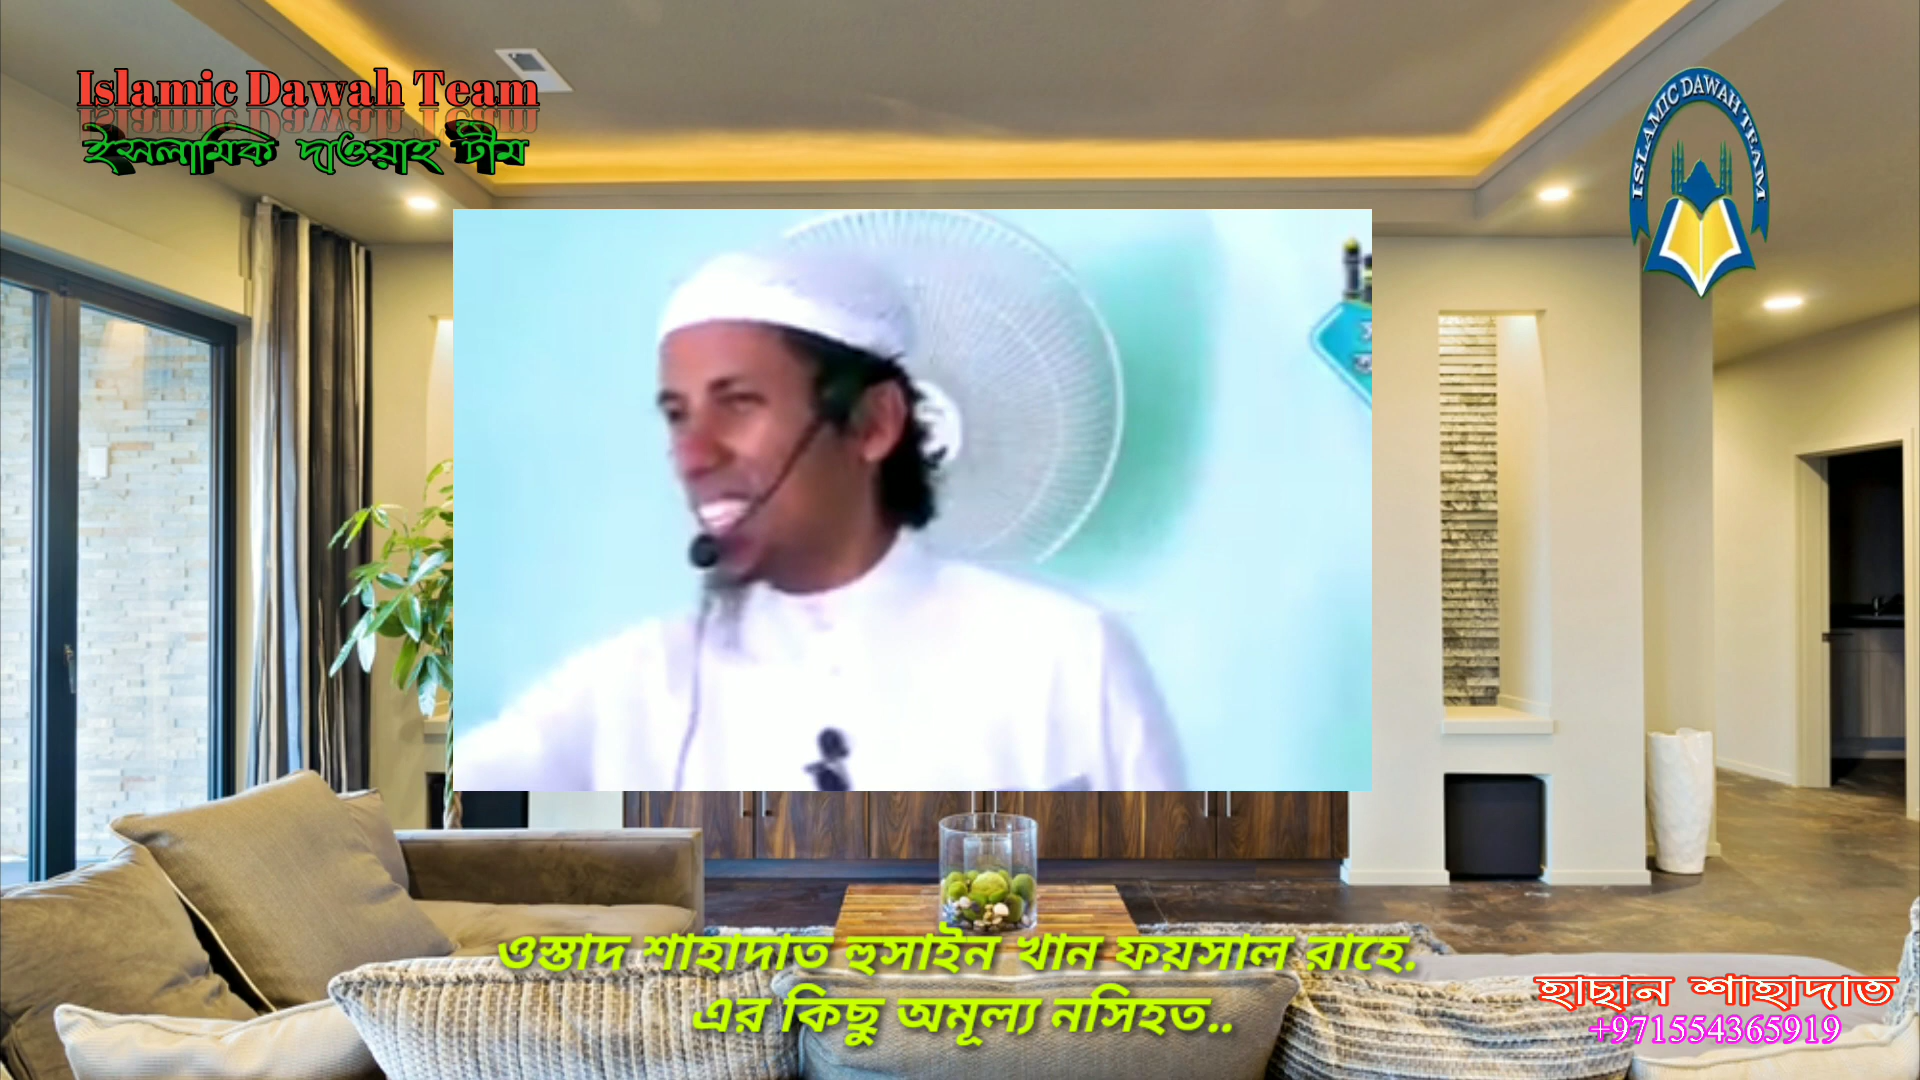 Islamic Dawah Team
ইসলামিক দাওয়াহ টীম
ISLAMIC DAWAH TEAM
ওস্তাদ শাহাদাত হুসাইন খান ফয়সাল রাহে.
এর কিছু অমূল্য নসিহত..
হাছান শাহাদাত
+971554365919